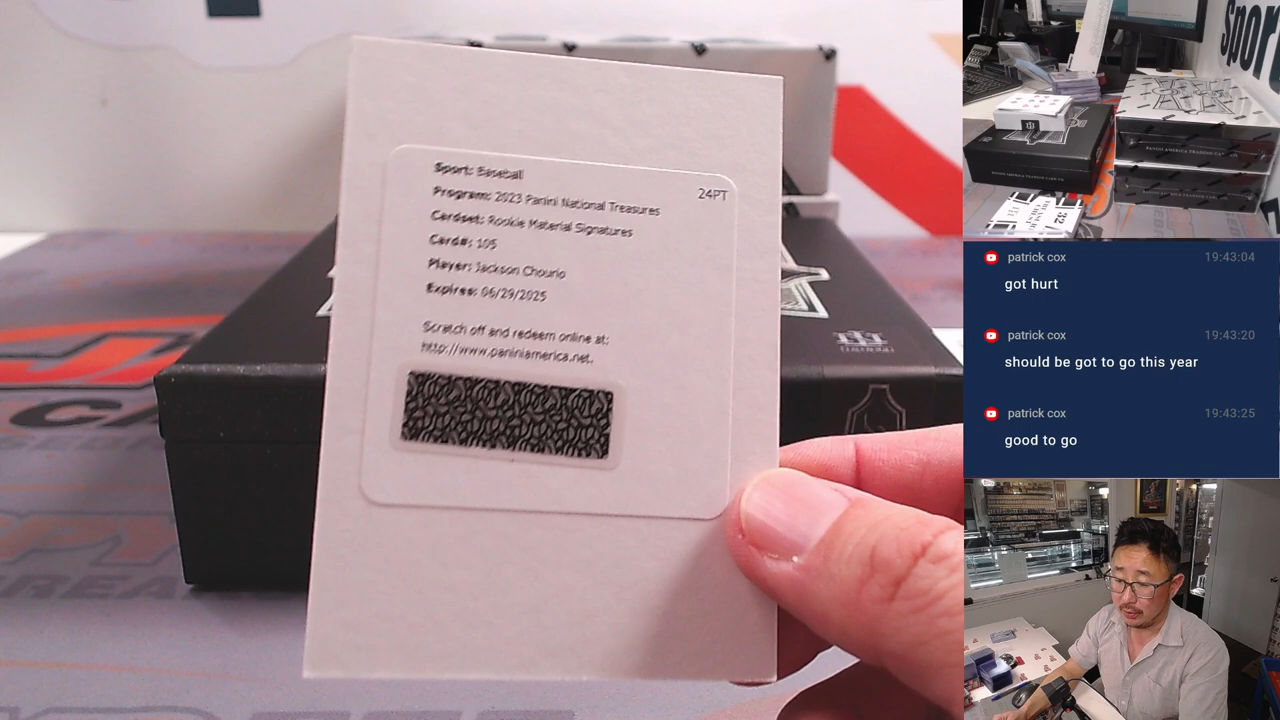 Sport: Baseball
24PT
Program: 2023 Panini National Treasures
Cardset: Rookie Material Signatures
Card#: 105
Player: Jackson Chourio
Expires: 06/29/2025
Scratch off and redeem online at:
http://www.paniniamerica.net.
patrick cox 19:43:04
got hurt
patrick cox 19:43:20
should be got to go this year
patrick cox 19:43:25
good to go